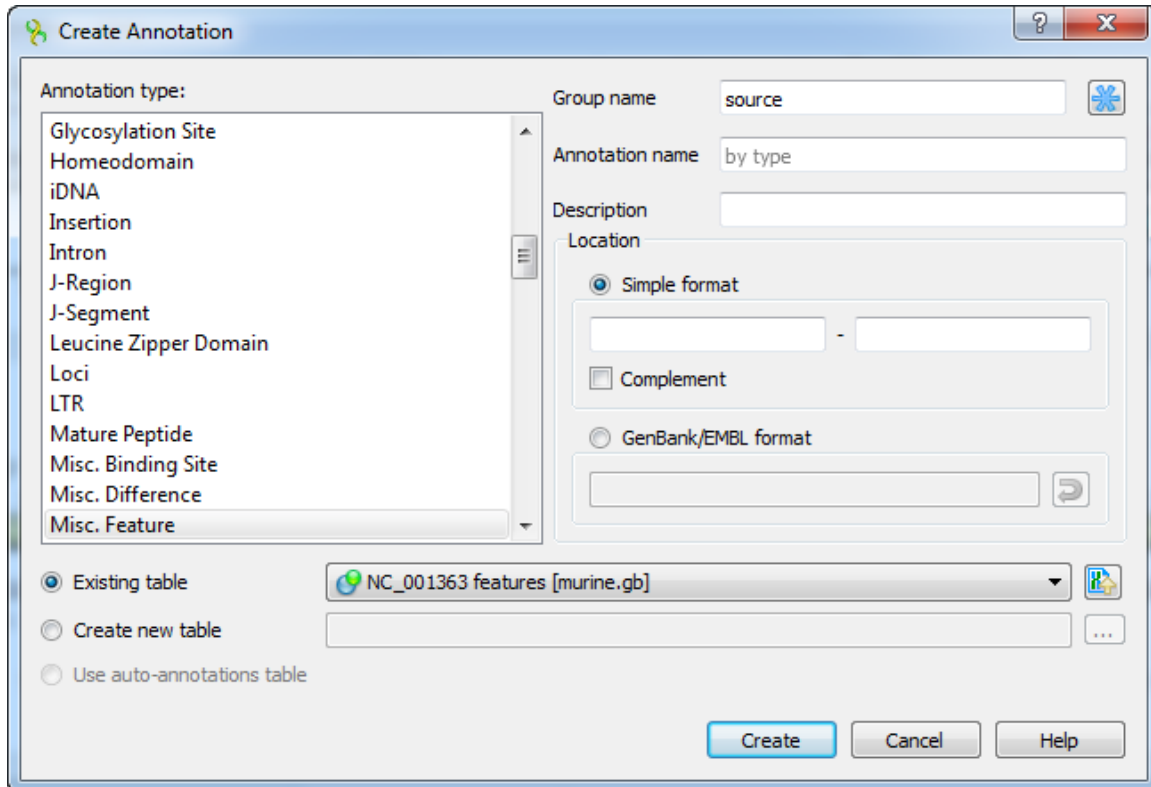 Create Annotation
Annotation type:
Glycosylation Site
Homeodomain
iDNA
Insertion
Intron
J-Region
J-Segment
Leucine Zipper Domain
Loci
LTR
Mature Peptide
Misc. Binding Site
Misc. Difference
Misc. Feature
Group name source
Annotation name by type
Description
Location
Simple format
-
Complement
GenBank/EMBL format
Existing table NC_001363 features [murine.gb]
Create new table ...
Use auto-annotations table
Create Cancel Help